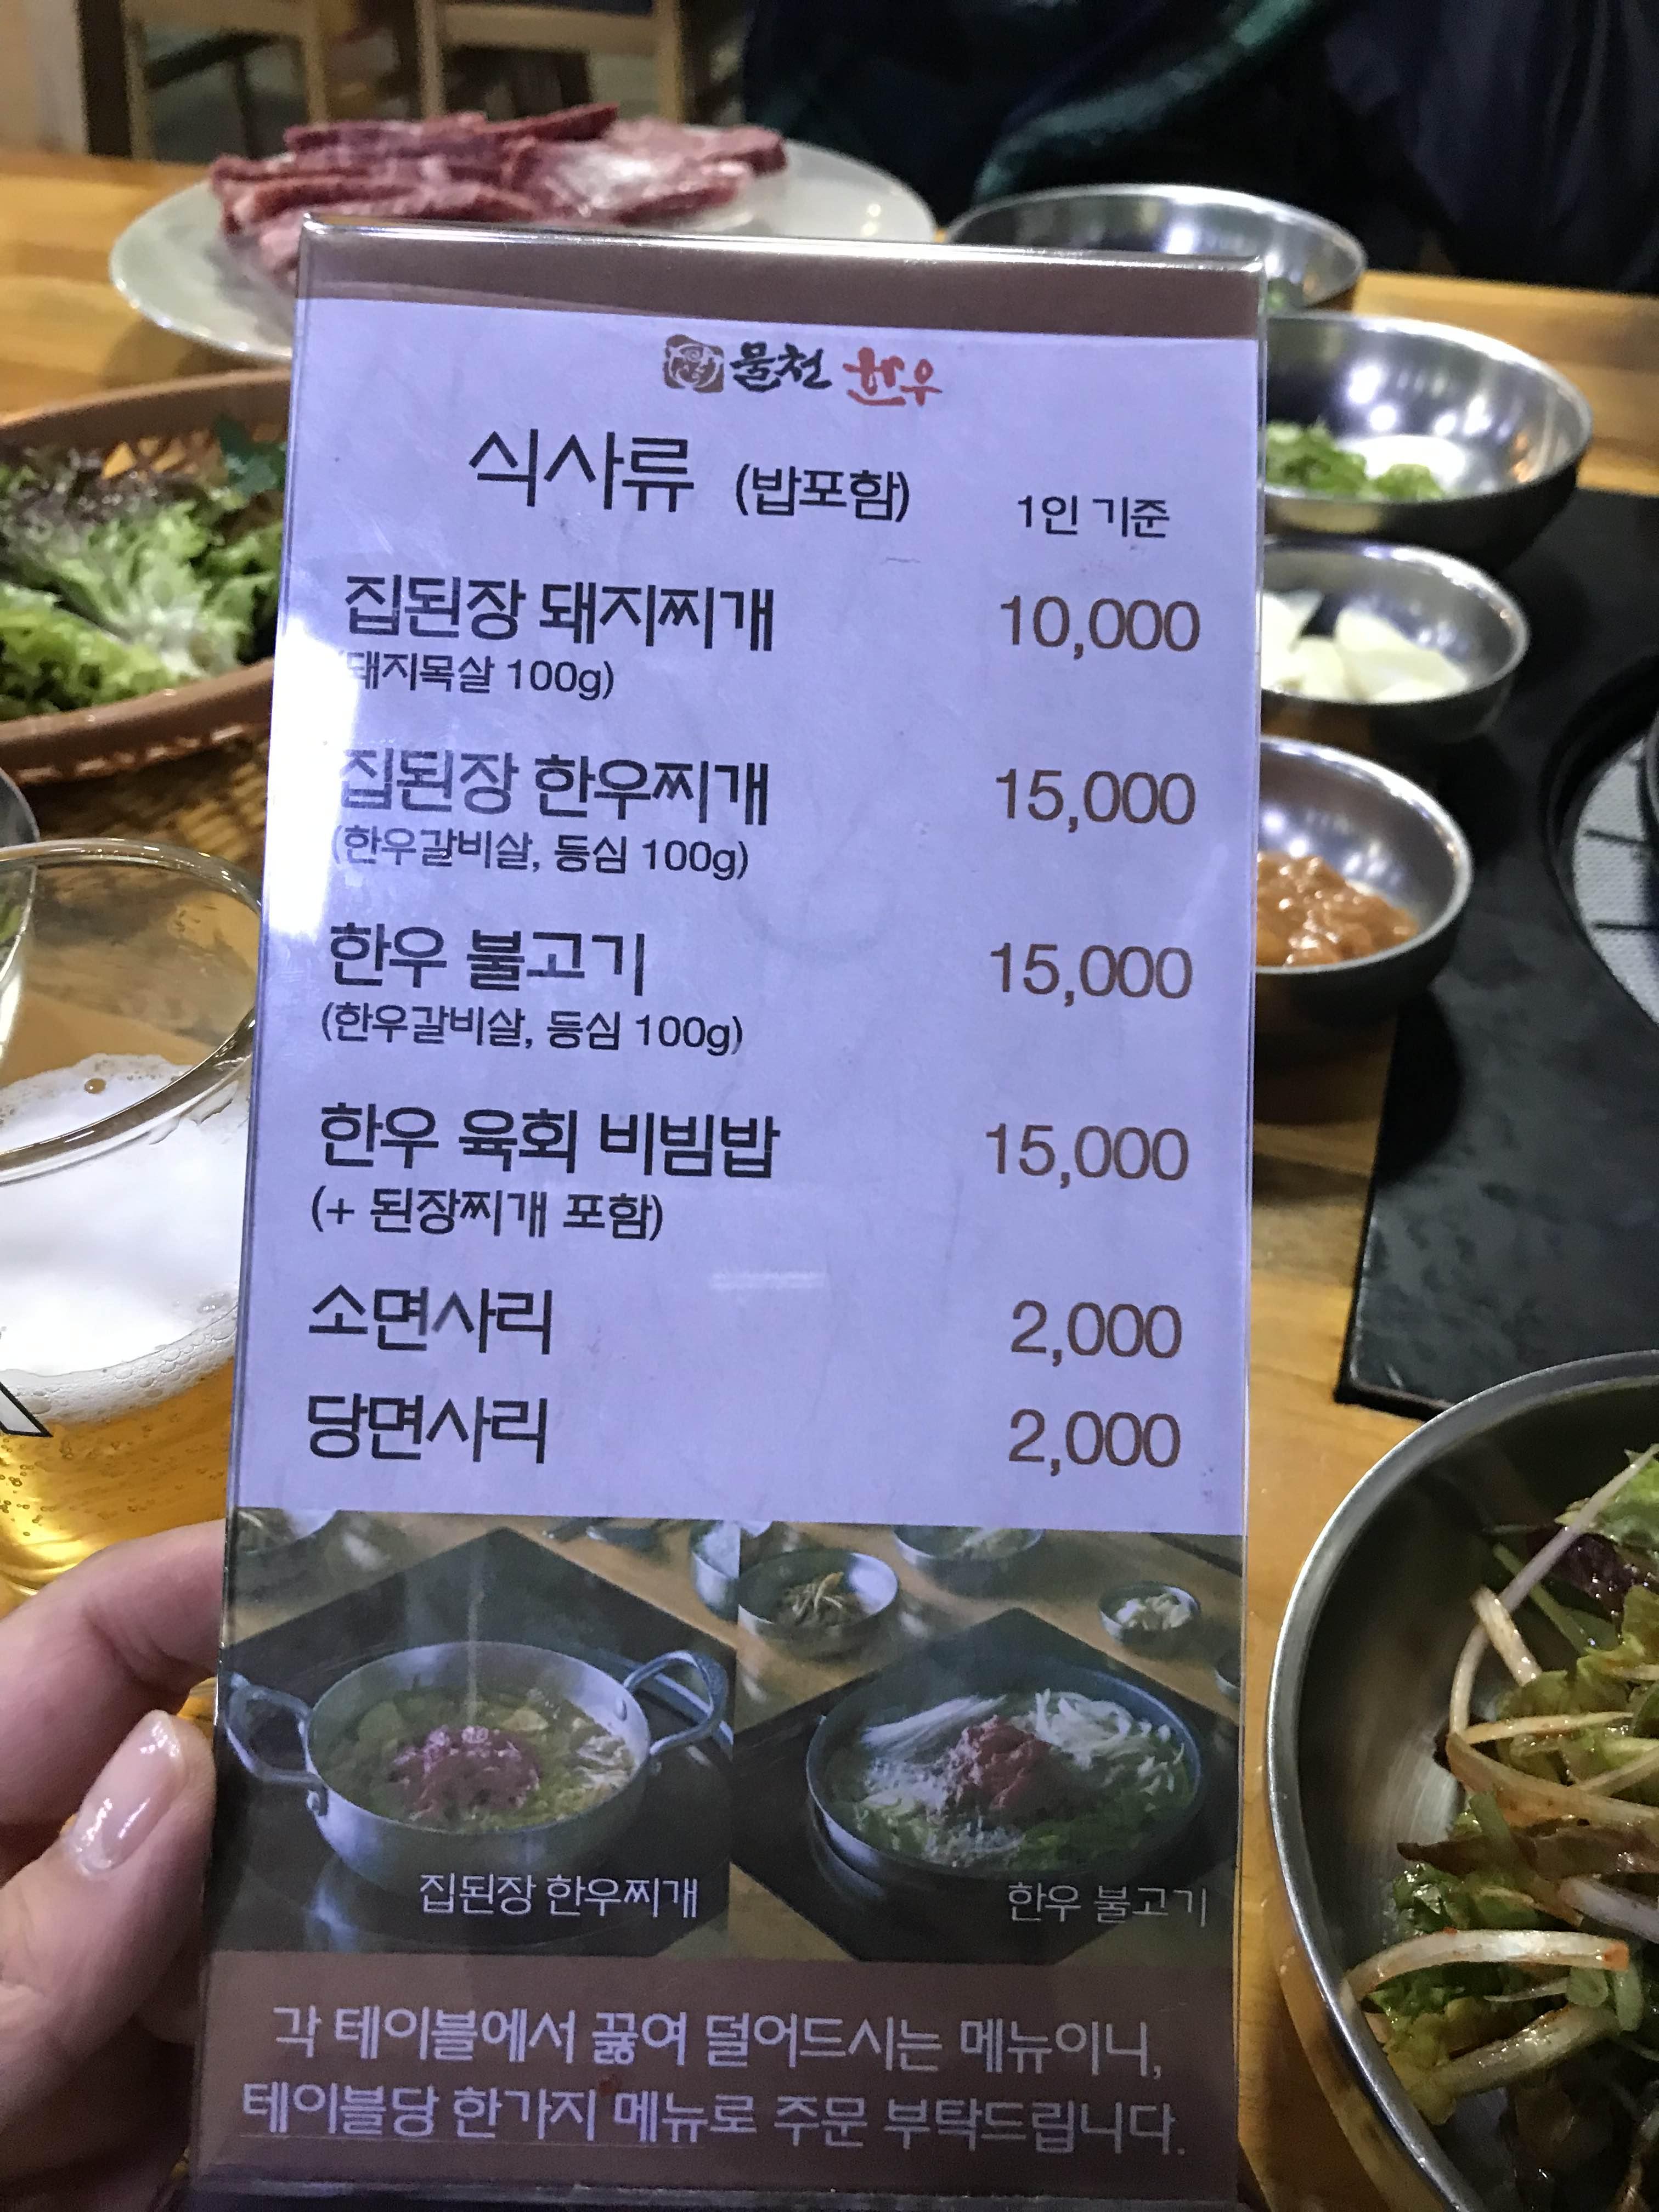 물천 한우
식사류 (밥포함) 1인 기준
집된장 돼지찌개 10,000
(돼지목살 100g)
집된장 한우찌개 15,000
(한우갈비살, 등심 100g)
한우 불고기 15,000
(한우갈비살, 등심 100g)
한우 육회 비빔밥 15,000
(+ 된장찌개 포함)
소면사리 2,000
당면사리 2,000
집된장 한우찌개
한우 불고기
각 테이블에서 끓여 덜어드시는 메뉴이니,
테이블당 한가지 메뉴로 주문 부탁드립니다.